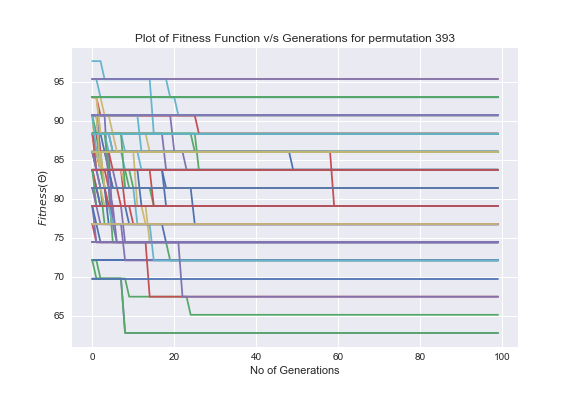 Plot of Fitness Function v/s Generations for permutation 393
Fitness(Θ)
95
90
85
80
75
70
65
0 20 40 60 80 100
No of Generations